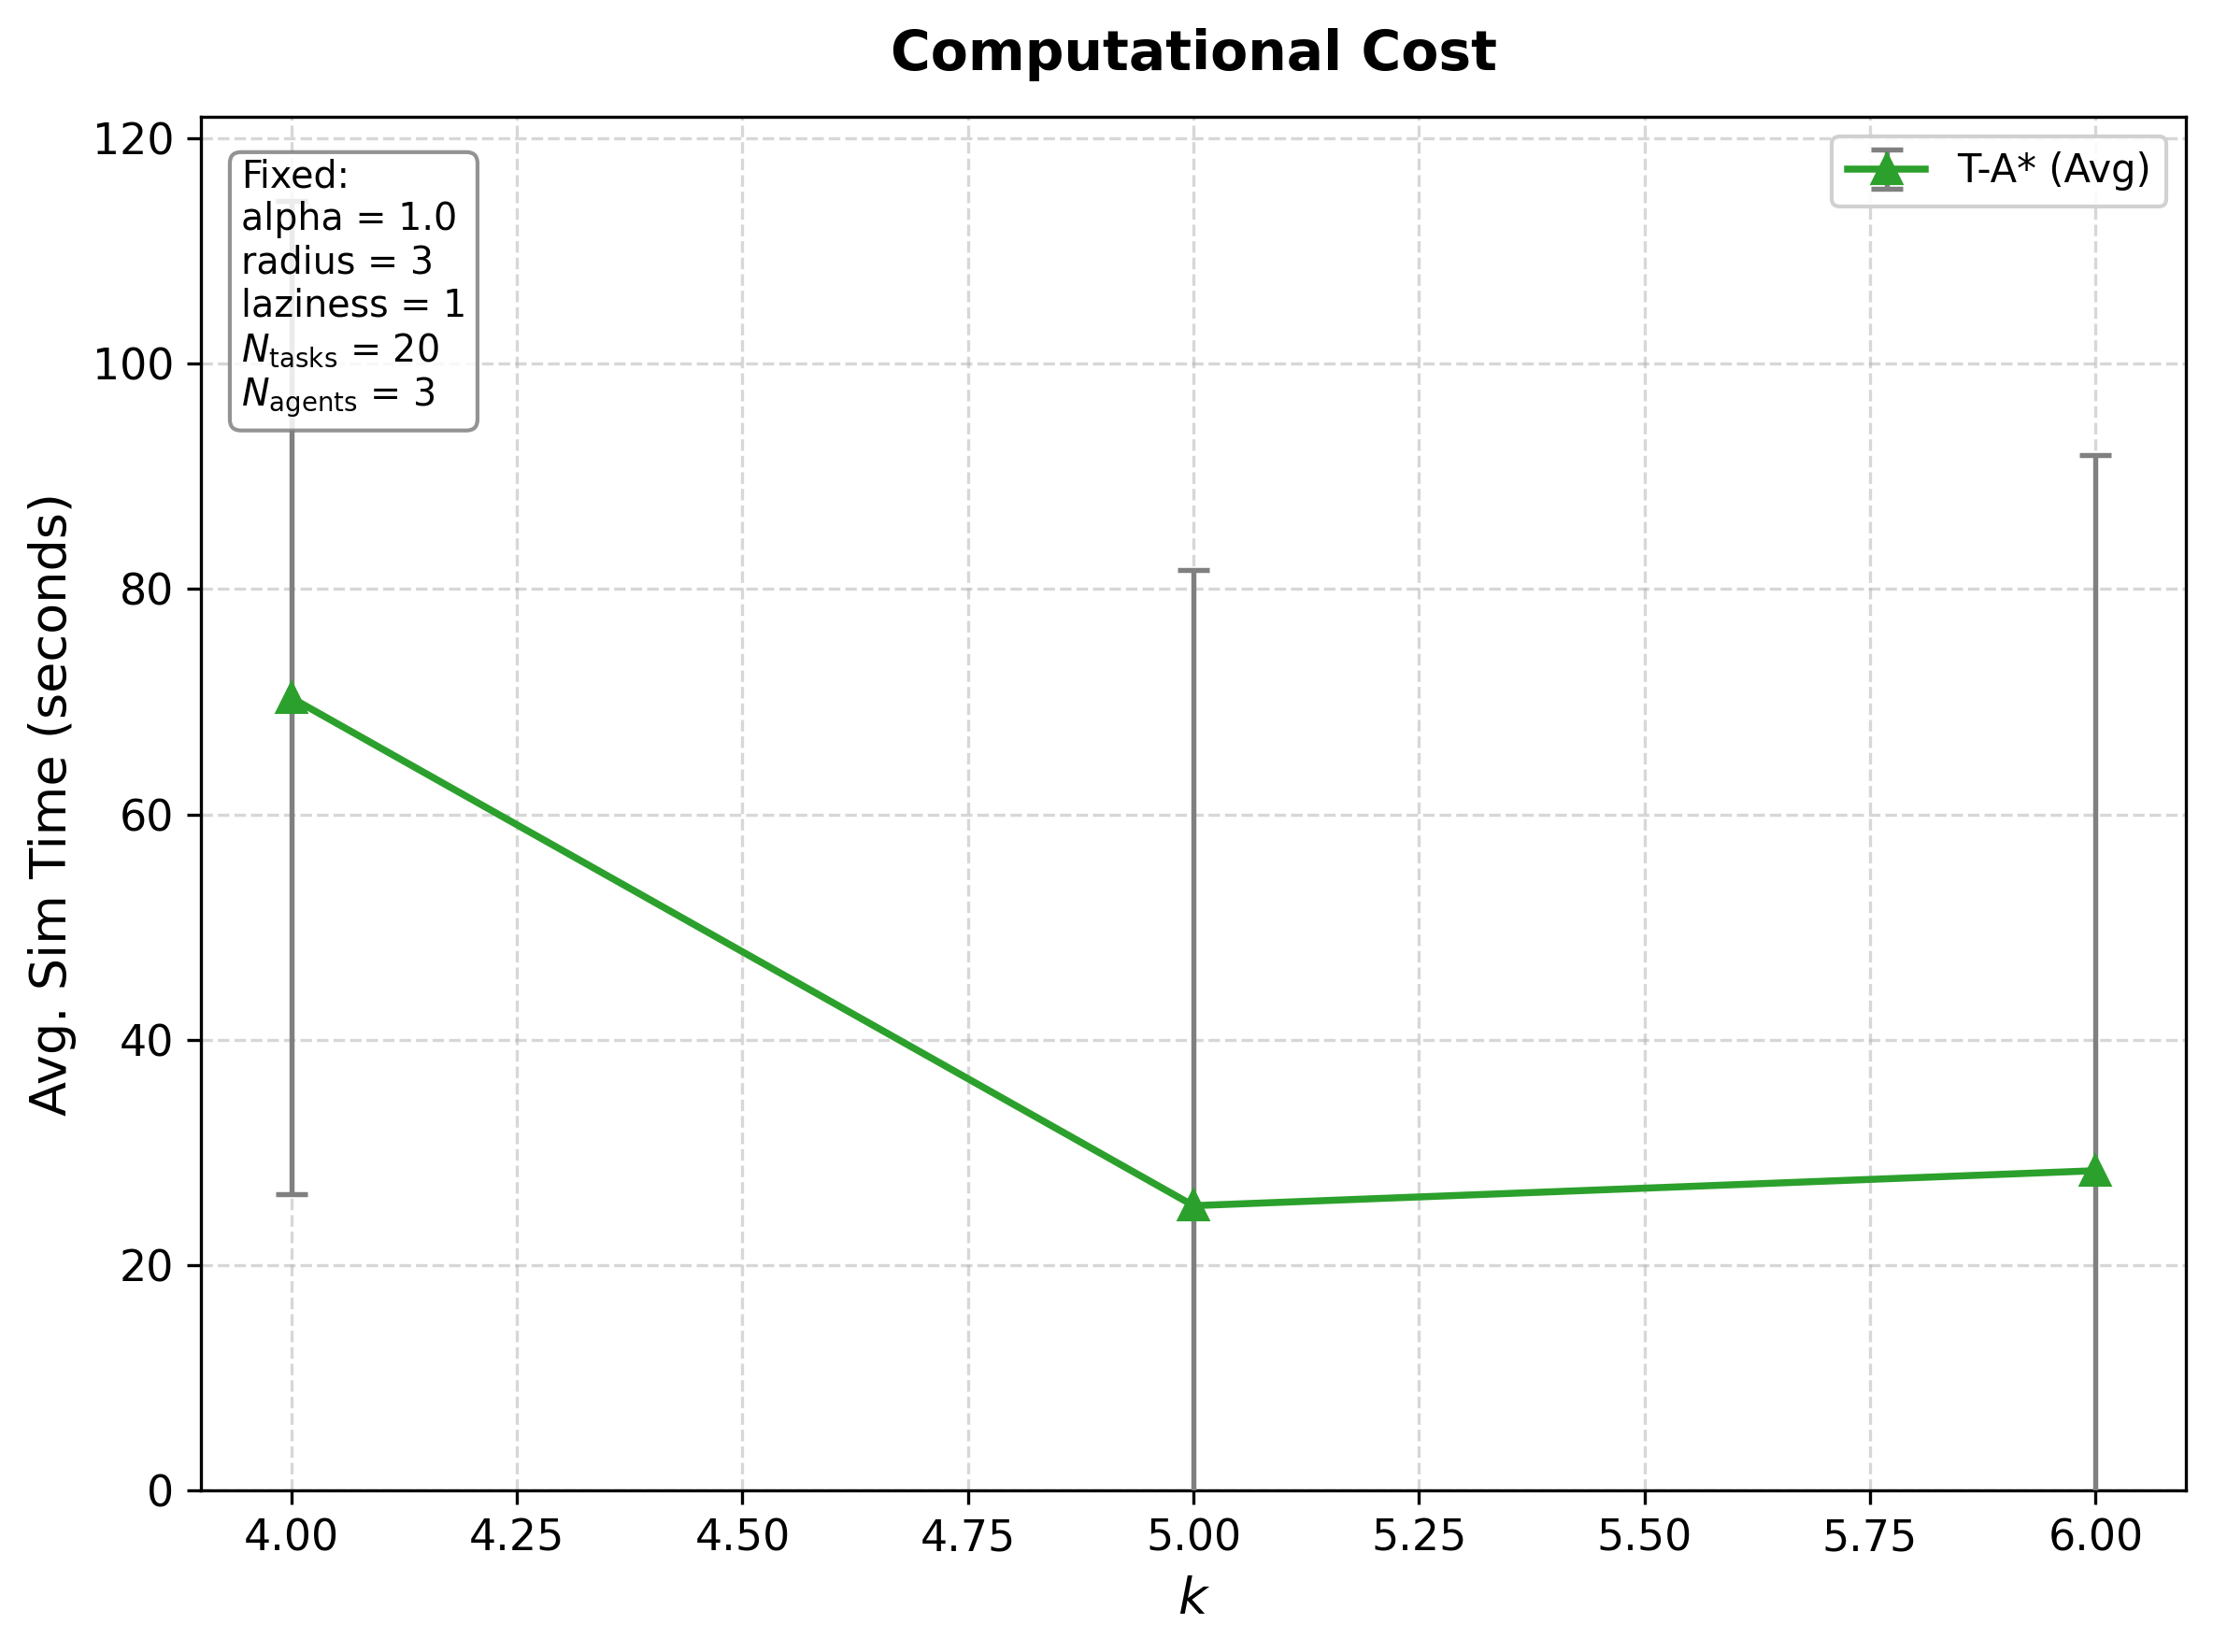 Computational Cost
Fixed:
alpha = 1.0
radius = 3
laziness = 1
N_tasks = 20
N_agents = 3
T-A* (Avg)
Avg. Sim Time (seconds)
120
100
80
60
40
20
0
4.00 4.25 4.50 4.75 5.00 5.25 5.50 5.75 6.00
k